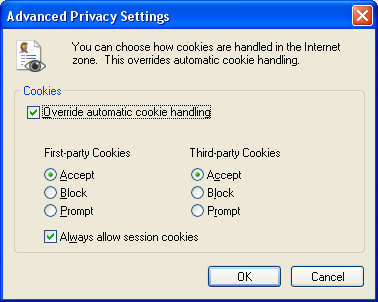 Advanced Privacy Settings
You can choose how cookies are handled in the Internet
zone.  This overrides automatic cookie handling.
Cookies
Override automatic cookie handling
First-party Cookies Third-party Cookies
Accept Accept
Block Block
Prompt Prompt
Always allow session cookies
OK Cancel